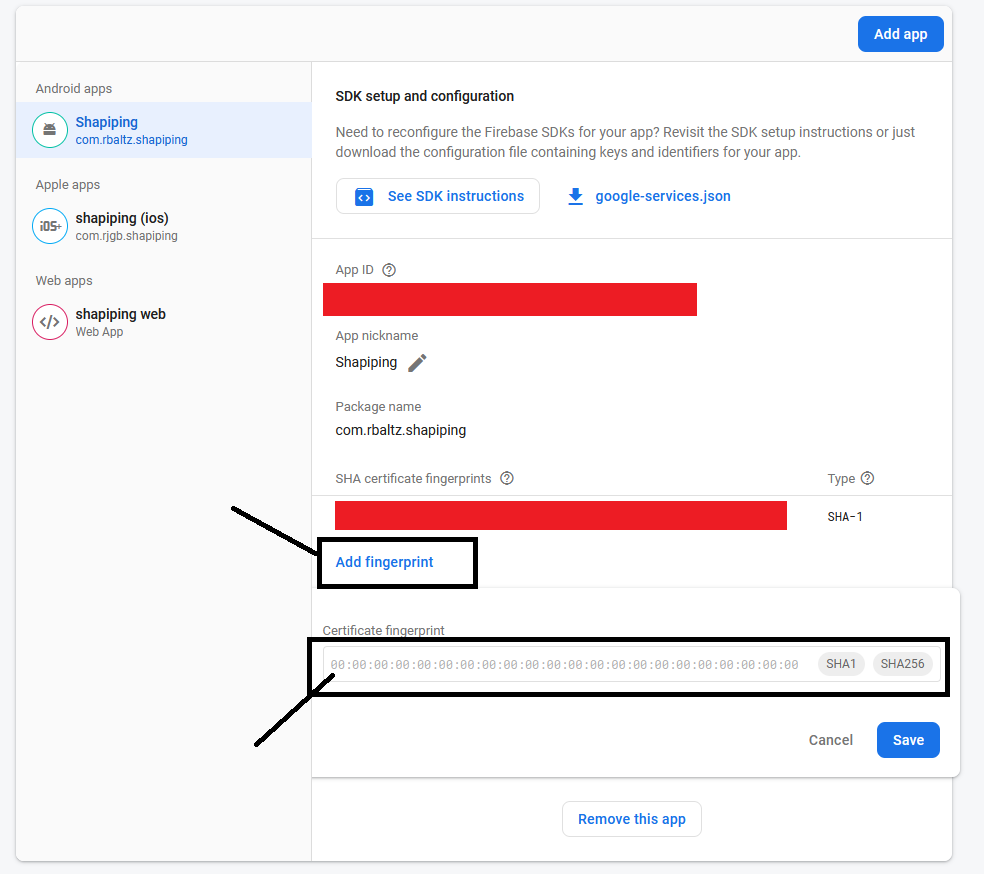 Add app
Android apps
Shapiping
com.rbaltz.shapiping
Apple apps
iOS+
shapiping (ios)
com.rjgb.shapiping
Web apps
</>
shapiping web
Web App
SDK setup and configuration
Need to reconfigure the Firebase SDKs for your app? Revisit the SDK setup instructions or just
download the configuration file containing keys and identifiers for your app.
See SDK instructions
google-services.json
App ID
App nickname
Shapiping
Package name
com.rbaltz.shapiping
SHA certificate fingerprints
Type
SHA-1
Add fingerprint
Certificate fingerprint
00:00:00:00:00:00:00:00:00:00:00:00:00:00:00:00:00:00:00:00:00:00 SHA1 SHA256
Cancel
Save
Remove this app